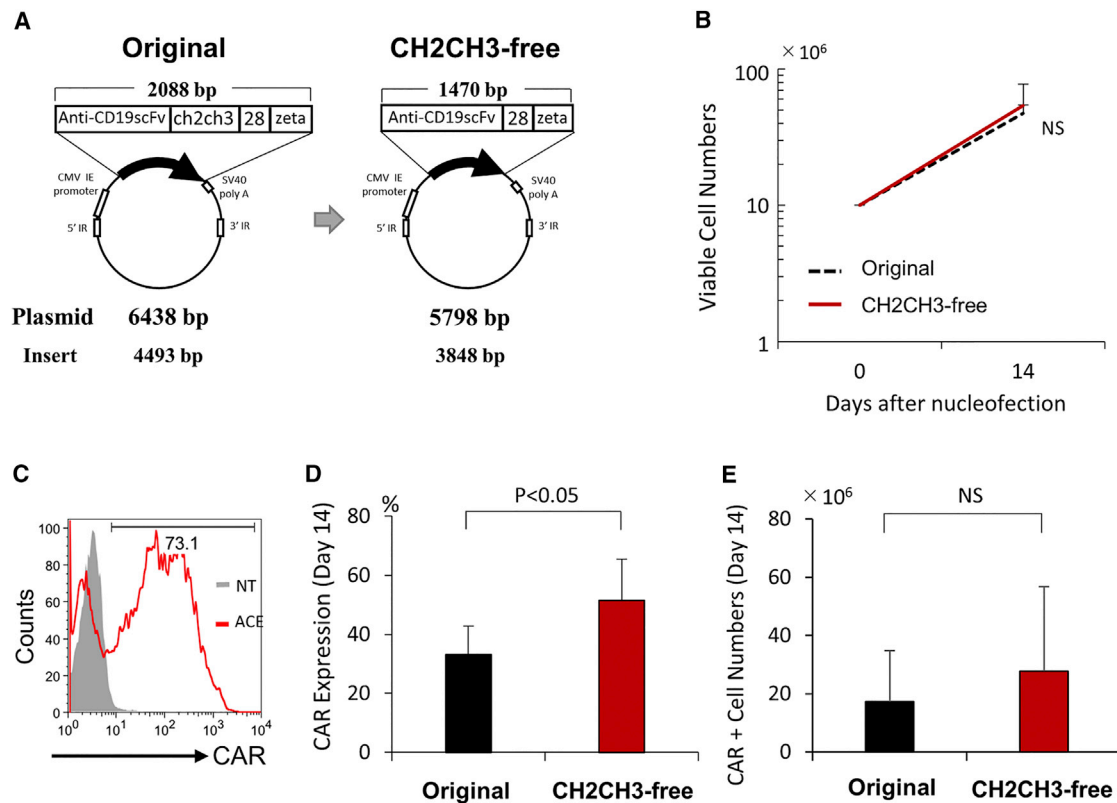 A
Original
CH2CH3-free
2088 bp
1470 bp
Anti-CD19scFv ch2ch3 28 zeta
Anti-CD19scFv 28 zeta
CMV IE promoter
SV40 poly A
5' IR
3' IR
CMV IE promoter
SV40 poly A
5' IR
3' IR
Plasmid 6438 bp 5798 bp
Insert 4493 bp 3848 bp
B
× 10⁶
100
10
1
Viable Cell Numbers
NS
Original
CH2CH3-free
0 14
Days after nucleofection
C
100
80
60
40
20
0
Counts
73.1
NT
ACE
10⁰ 10¹ 10² 10³ 10⁴
CAR
D
%
P<0.05
80
60
40
20
0
CAR Expression (Day 14)
Original CH2CH3-free
E
× 10⁶
NS
80
60
40
20
0
CAR + Cell Numbers (Day 14)
Original CH2CH3-free